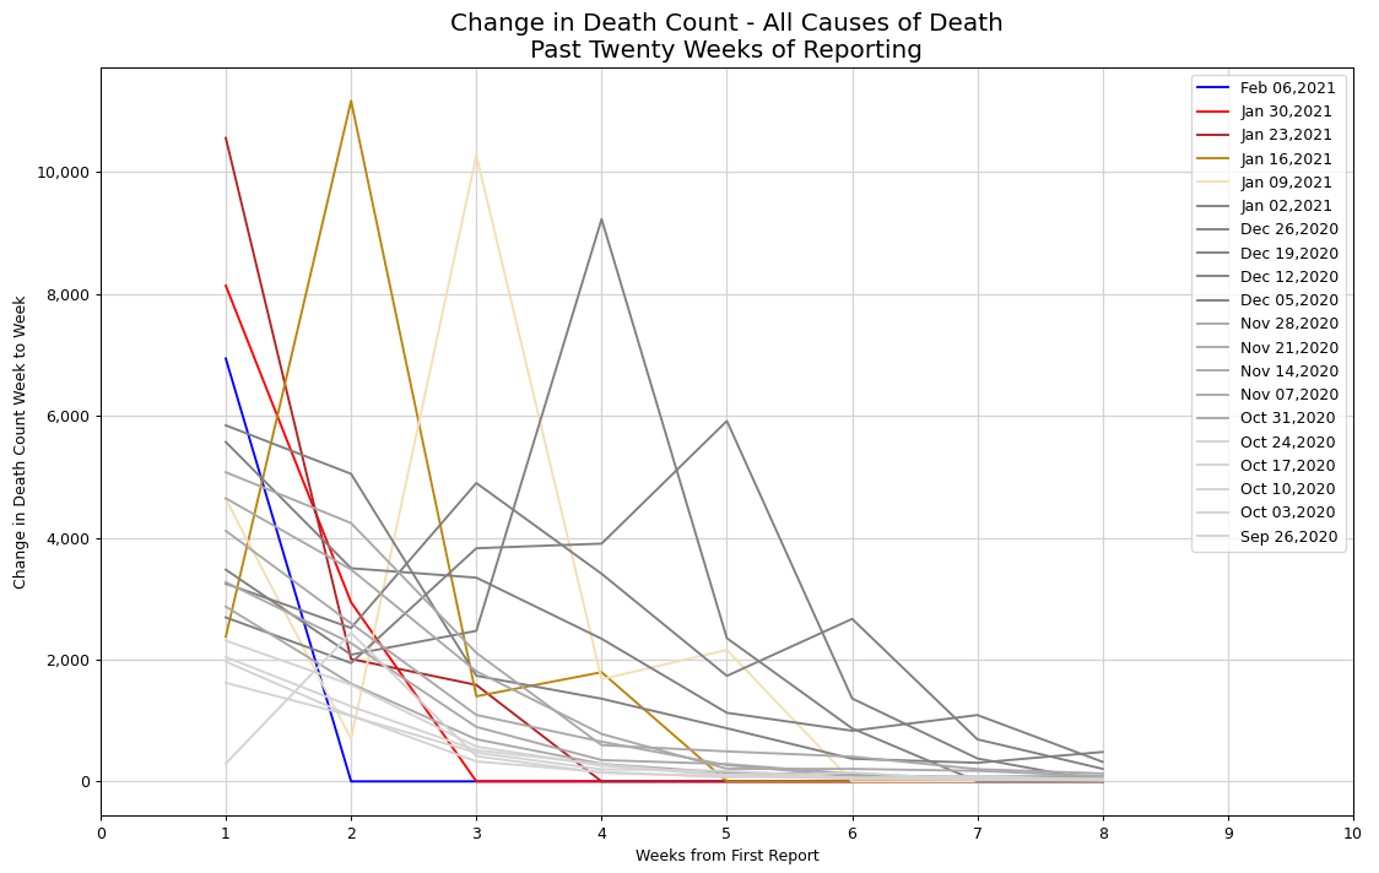 Change in Death Count - All Causes of Death
Past Twenty Weeks of Reporting
Change in Death Count Week to Week
10,000
8,000
6,000
4,000
2,000
0
0 1 2 3 4 5 6 7 8 9 10
Weeks from First Report
Feb 06,2021
Jan 30,2021
Jan 23,2021
Jan 16,2021
Jan 09,2021
Jan 02,2021
Dec 26,2020
Dec 19,2020
Dec 12,2020
Dec 05,2020
Nov 28,2020
Nov 21,2020
Nov 14,2020
Nov 07,2020
Oct 31,2020
Oct 24,2020
Oct 17,2020
Oct 10,2020
Oct 03,2020
Sep 26,2020